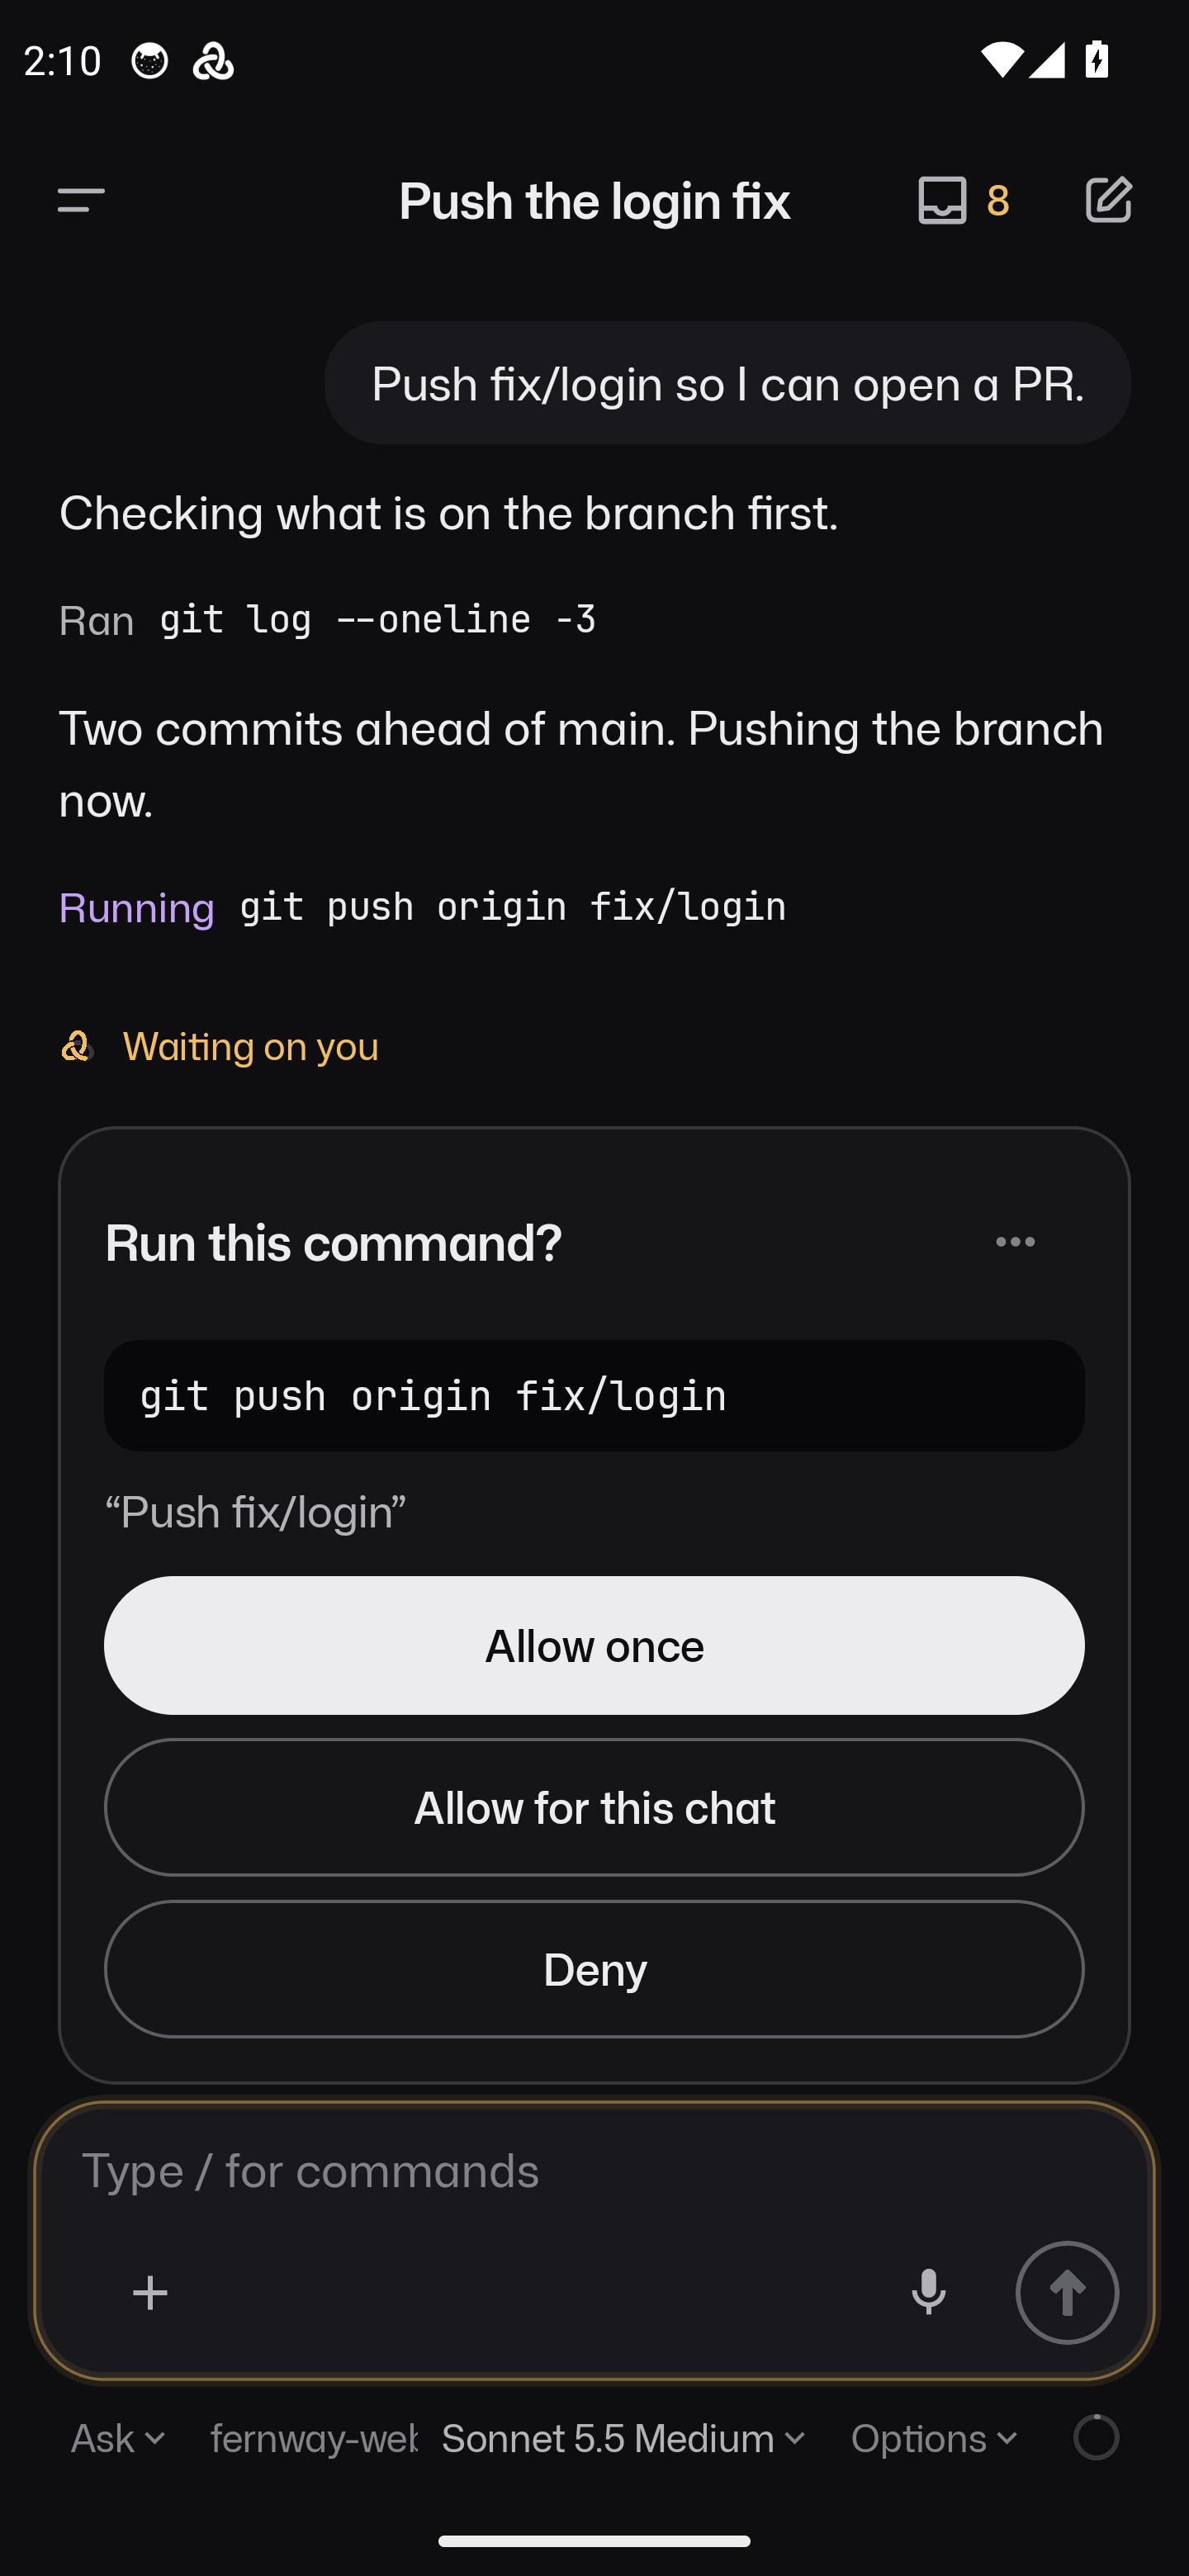 2:10
Push the login fix
8
Push fix/login so I can open a PR.
Checking what is on the branch first.
Ran git log --oneline -3
Two commits ahead of main. Pushing the branch
now.
Running git push origin fix/login
Waiting on you
Run this command?
git push origin fix/login
“Push fix/login”
Allow once
Allow for this chat
Deny
Type / for commands
Ask fernway-web Sonnet 5.5 Medium Options